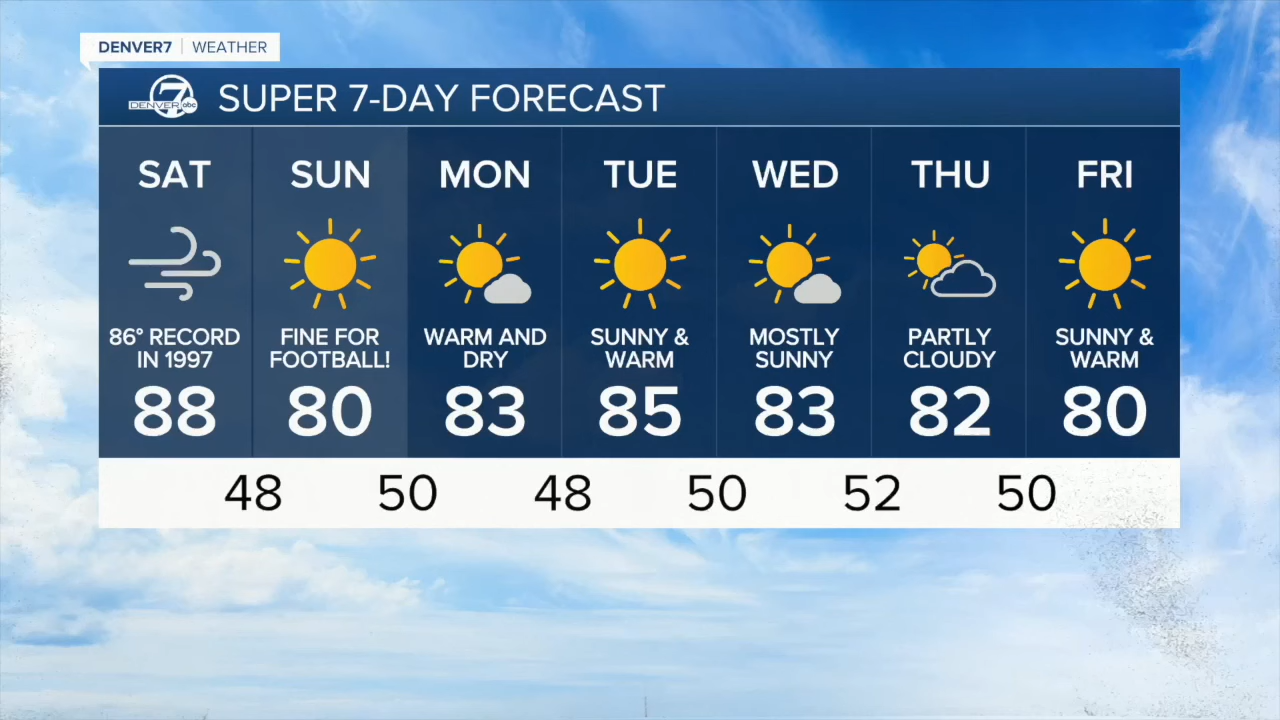 DENVER7 | WEATHER
7
DENVER abc
SUPER 7-DAY FORECAST
SAT SUN MON TUE WED THU FRI
86° RECORD FINE FOR WARM AND SUNNY & MOSTLY PARTLY SUNNY &
IN 1997 FOOTBALL! DRY WARM SUNNY CLOUDY WARM
88 80 83 85 83 82 80
48 50 48 50 52 50